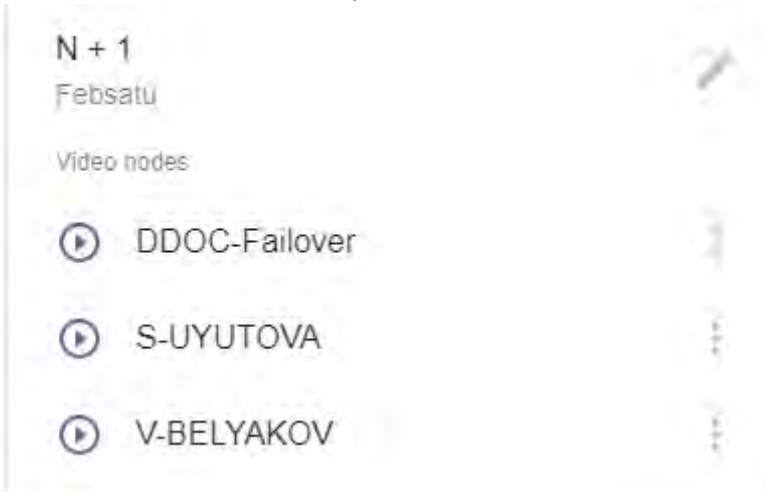 N + 1
Febsatu
Video nodes
DDOC-Failover
S-UYUTOVA
V-BELYAKOV